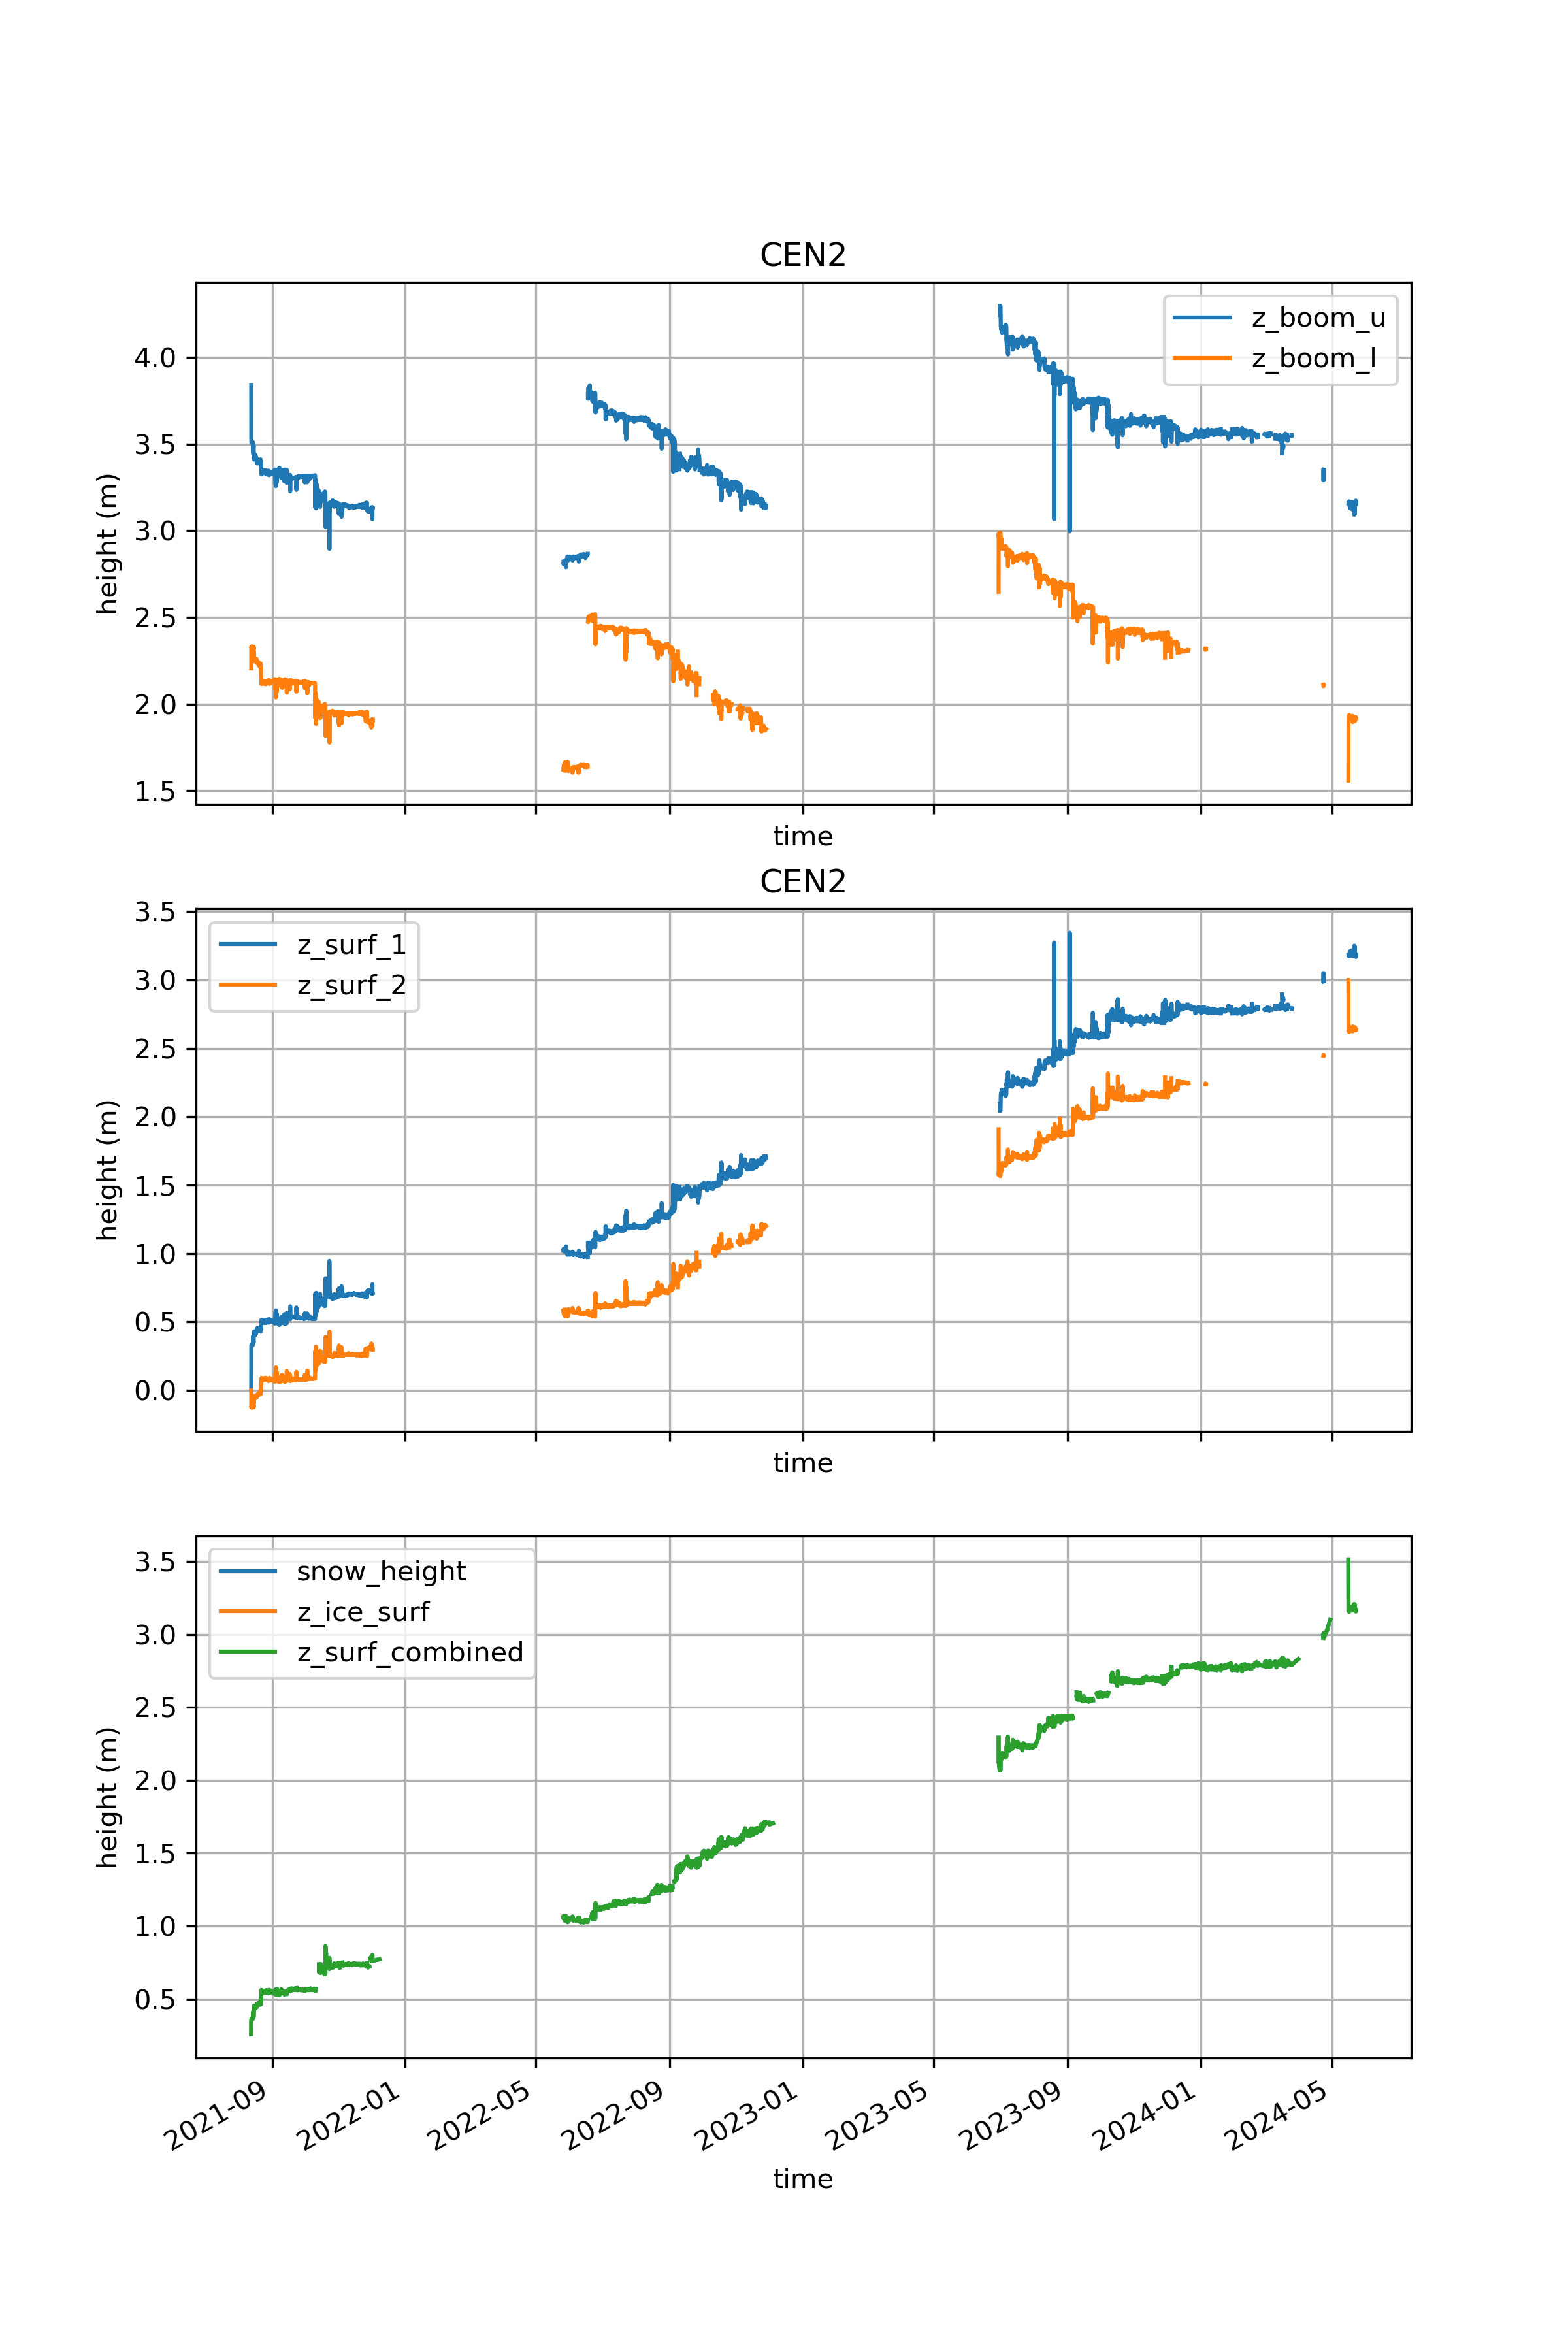 CEN2
4.0
3.5
3.0
2.5
2.0
1.5
height (m)
z_boom_u
z_boom_l
time
CEN2
3.5
3.0
2.5
2.0
1.5
1.0
0.5
0.0
height (m)
z_surf_1
z_surf_2
time
3.5
3.0
2.5
2.0
1.5
1.0
0.5
height (m)
snow_height
z_ice_surf
z_surf_combined
2021-09
2022-01
2022-05
2022-09
2023-01
2023-05
2023-09
2024-01
2024-05
time